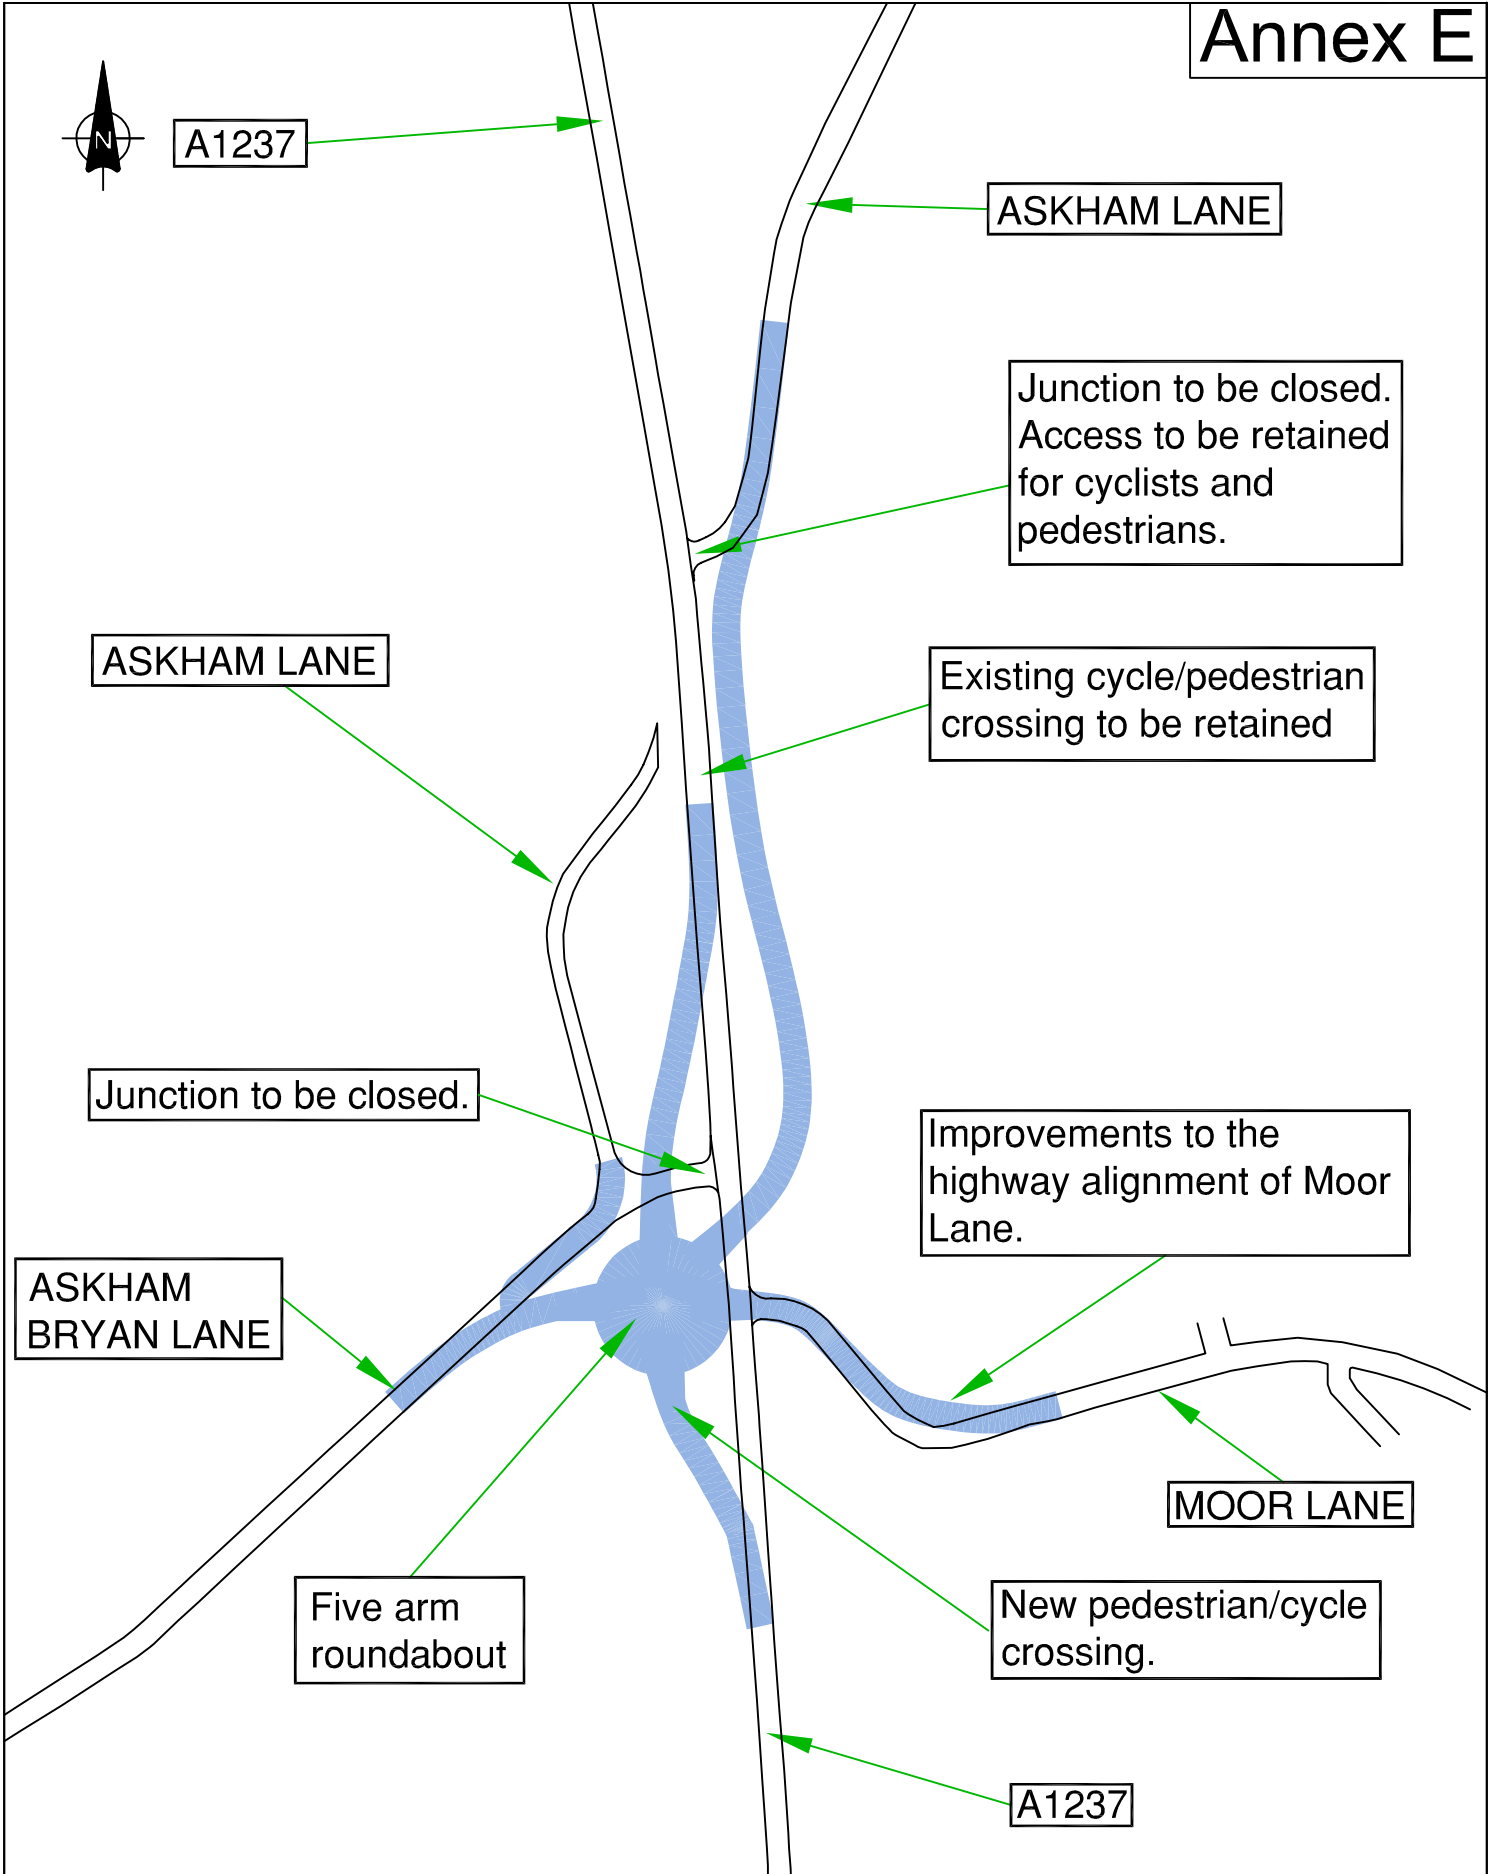 Annex E
N
A1237
ASKHAM LANE
Junction to be closed.
Access to be retained
for cyclists and
pedestrians.
ASKHAM LANE
Existing cycle/pedestrian
crossing to be retained
Junction to be closed.
Improvements to the
highway alignment of Moor
Lane.
ASKHAM
BRYAN LANE
MOOR LANE
Five arm
roundabout
New pedestrian/cycle
crossing.
A1237